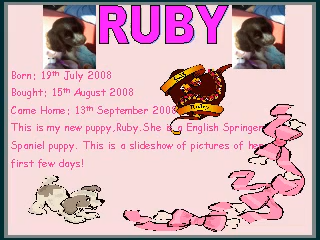 RUBY
Born; 19th July 2008
Bought; 15th August 2008
Came Home; 13th September 2008
This is my new puppy,Ruby.She is a English Springer
Spaniel puppy. This is a slideshow of pictures of her
first few days!
Ruby